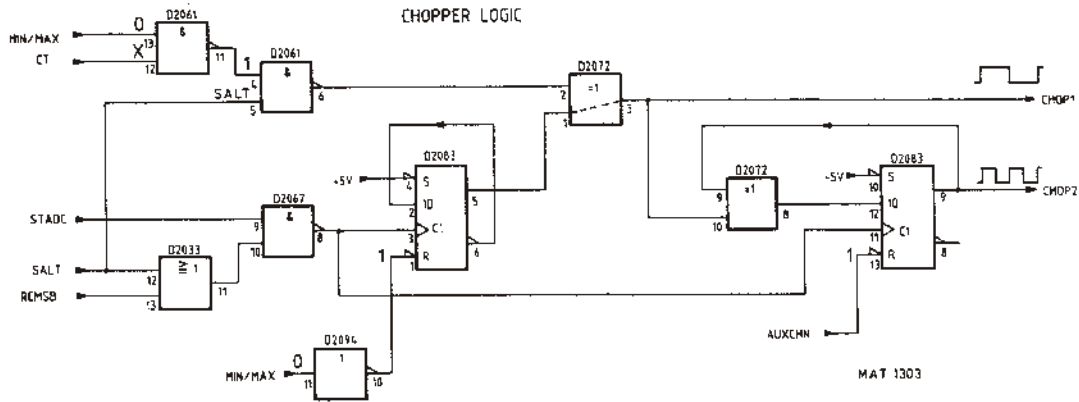 CHOPPER LOGIC
D2061
MIN/MAX 0 13 & 11
CT X 12
D2061
1 4 & 6
SALT 5
D2072
2 =1 3
1
CHOP1
D2083
+5V 4 S
2 1D 5
3 C1
1 1 R 6
D2067
STADC 9 & 8
10
D2033
SALT 12 ≥ 1 11
REMSB 13
D2094
MIN/MAX 0 11 1 10
D2072
9 =1 8
10
D2083
+5V 10 S 9
1D
12
11 C1
1 R 8
13
CHOP2
AUXCHN
MAT 1303